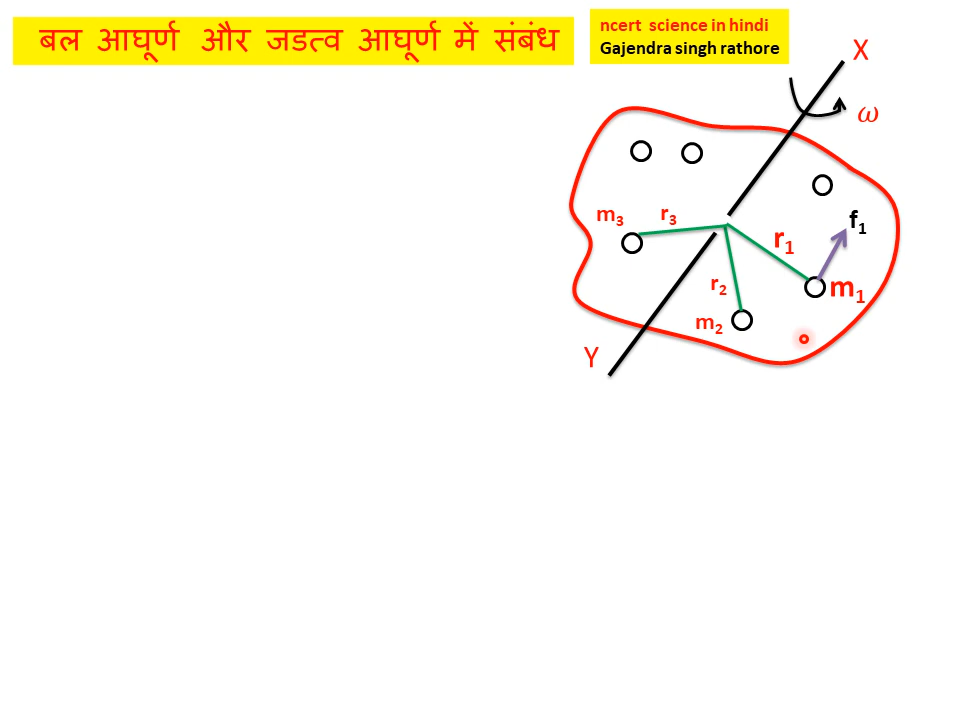 बल आघूर्ण और जडत्व आघूर्ण में संबंध
ncert science in hindi
Gajendra singh rathore
X
ω
m₃
r₃
f₁
r₁
r₂
m₁
m₂
Y